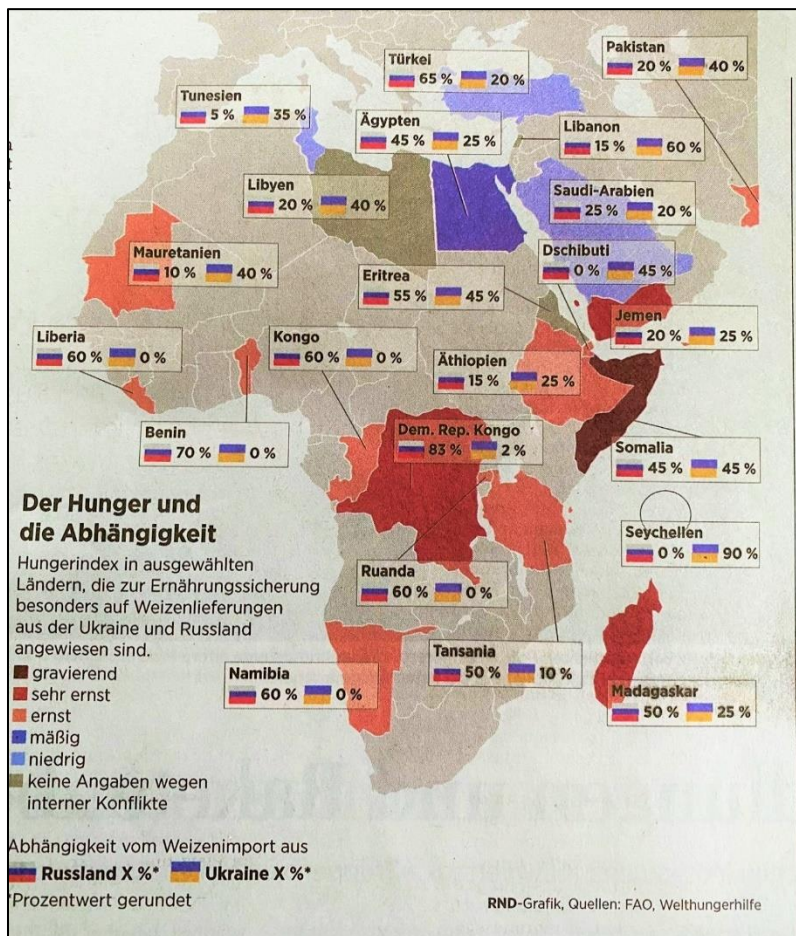 Türkei
65 % 20 %
Pakistan
20 % 40 %
Tunesien
5 % 35 %
Ägypten
45 % 25 %
Libanon
15 % 60 %
Libyen
20 % 40 %
Saudi-Arabien
25 % 20 %
Mauretanien
10 % 40 %
Eritrea
55 % 45 %
Dschibuti
0 % 45 %
Jemen
20 % 25 %
Liberia
60 % 0 %
Kongo
60 % 0 %
Äthiopien
15 % 25 %
Benin
70 % 0 %
Dem. Rep. Kongo
83 % 2 %
Somalia
45 % 45 %
Seychellen
0 % 90 %
Ruanda
60 % 0 %
Tansania
50 % 10 %
Namibia
60 % 0 %
Madagaskar
50 % 25 %
Der Hunger und
die Abhängigkeit
Hungerindex in ausgewählten
Ländern, die zur Ernährungssicherung
besonders auf Weizenlieferungen
aus der Ukraine und Russland
angewiesen sind.
gravierend
sehr ernst
ernst
mäßig
niedrig
keine Angaben wegen
interner Konflikte
Abhängigkeit vom Weizenimport aus
Russland X %* Ukraine X %*
*Prozentwert gerundet
RND-Grafik, Quellen: FAO, Welthungerhilfe